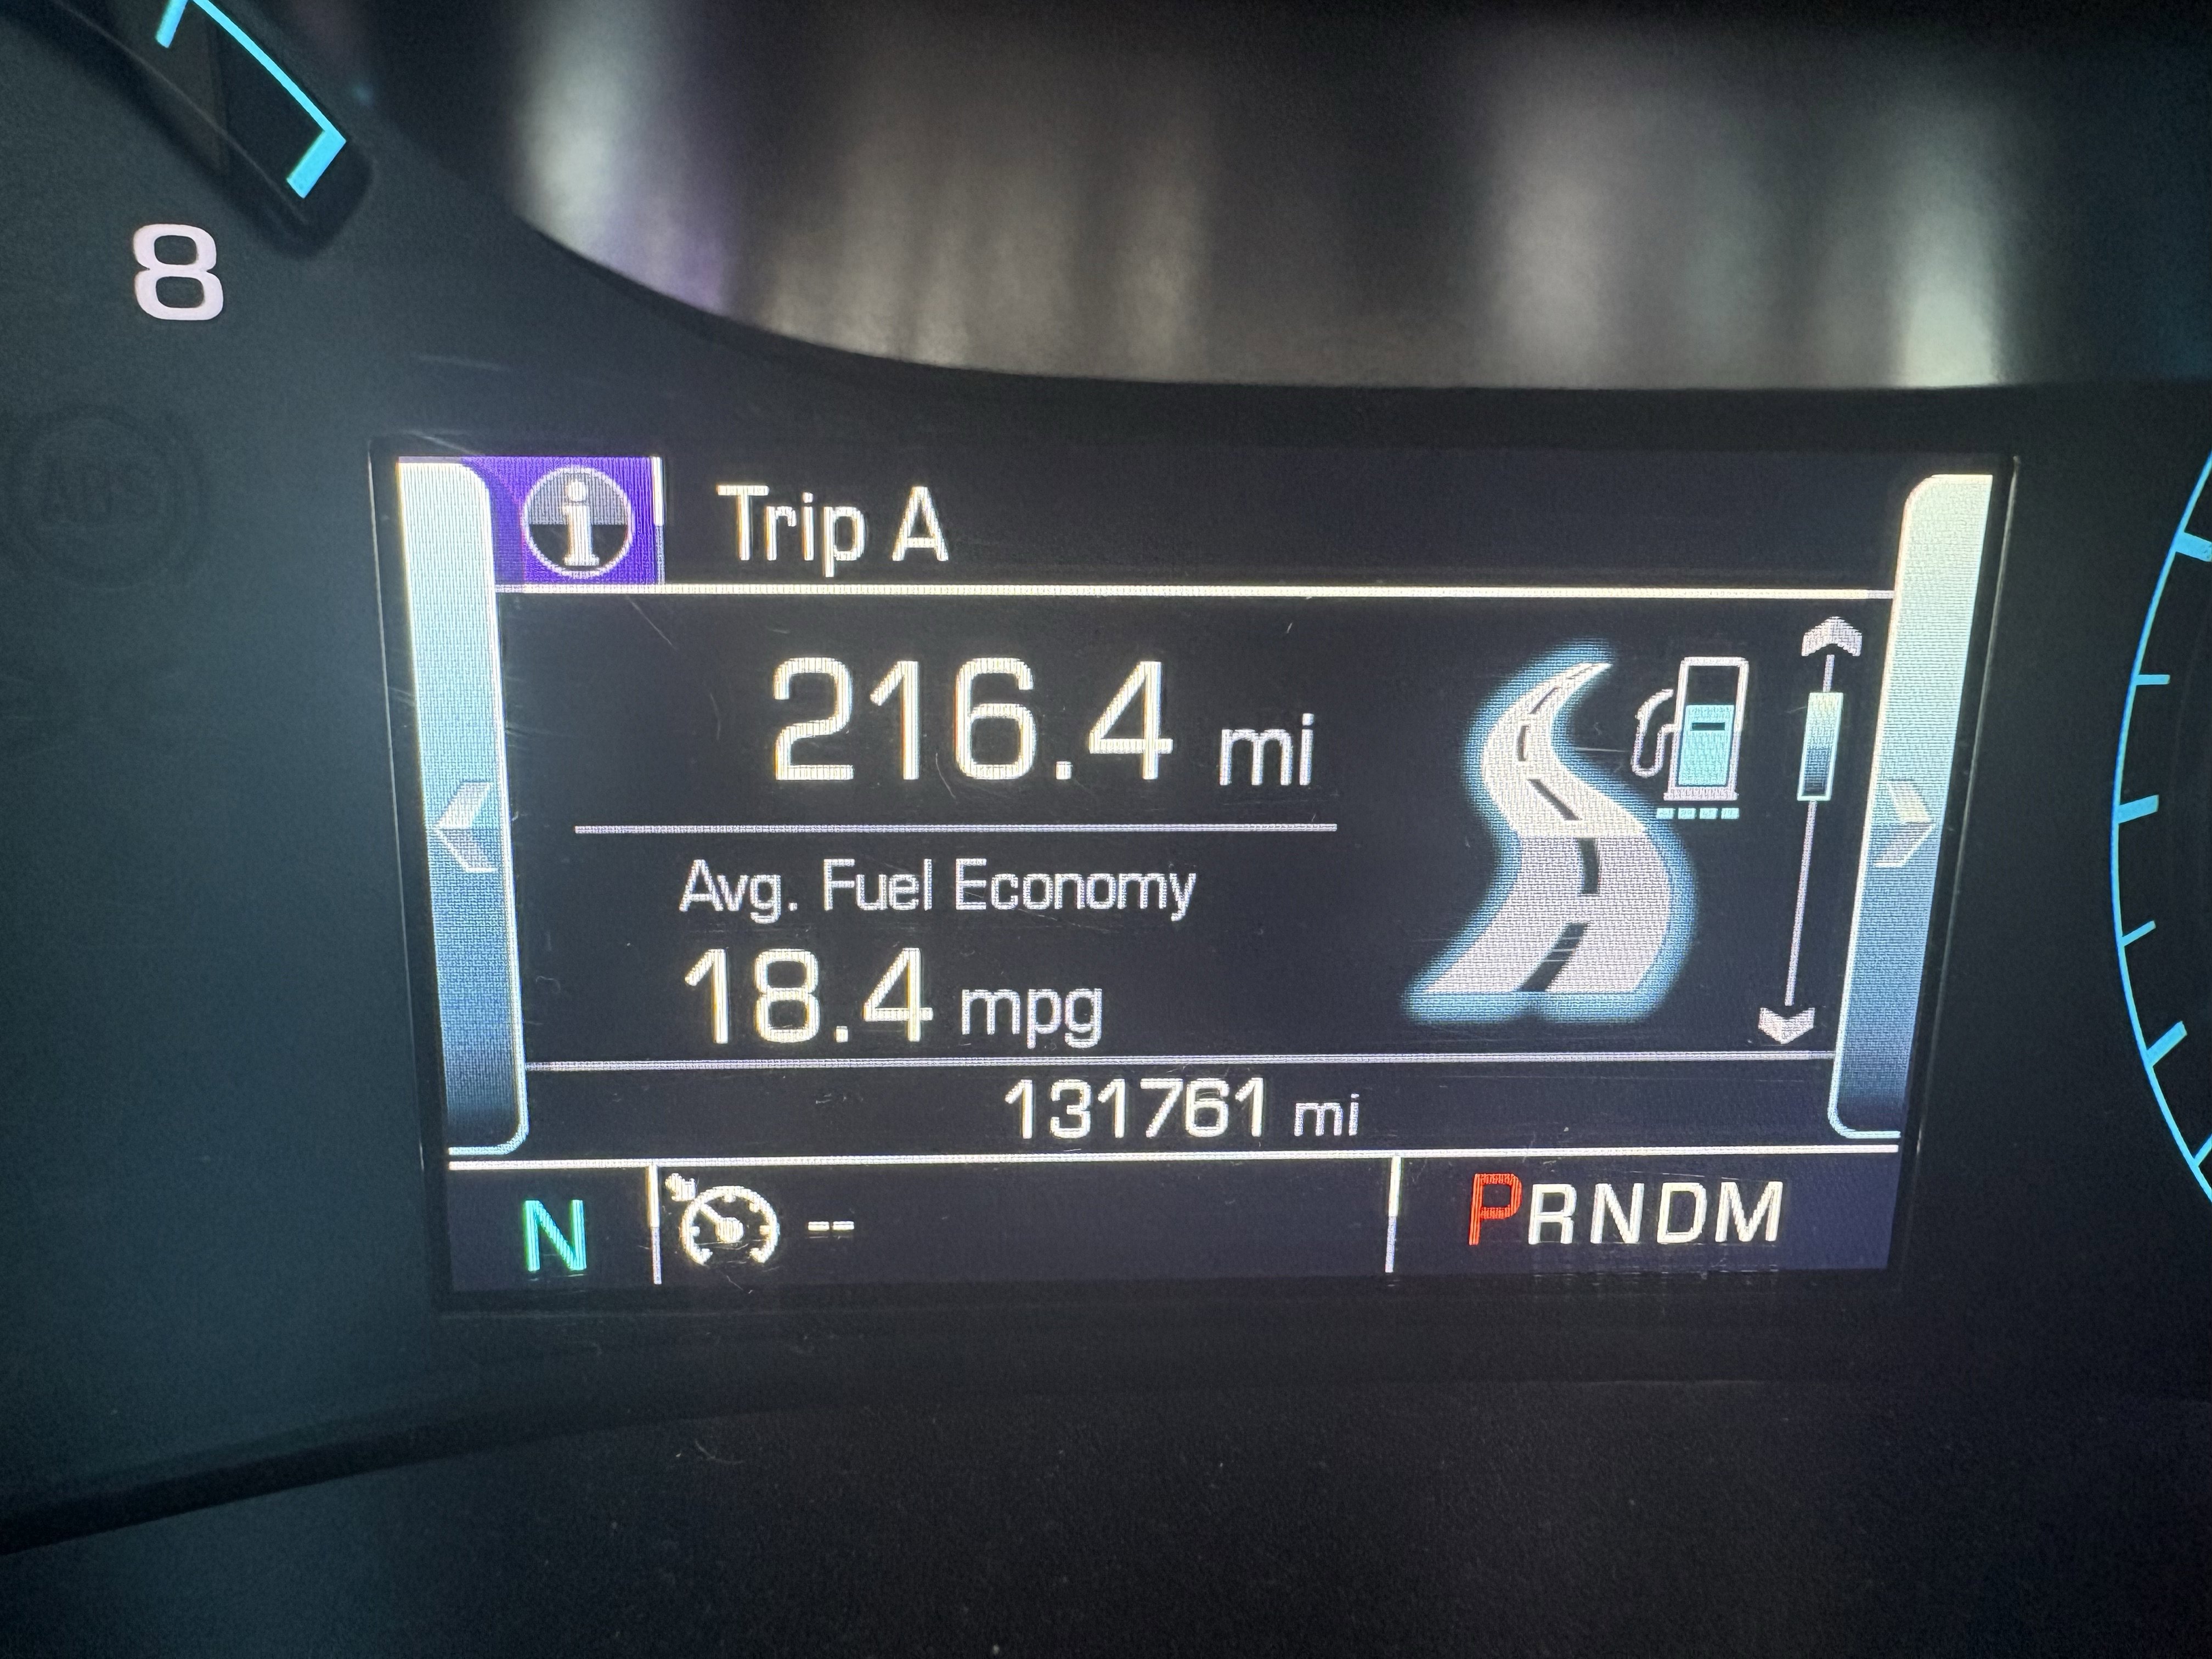 8
i Trip A
216.4 mi
Avg. Fuel Economy
18.4 mpg
131761 mi
N -- PRNDM